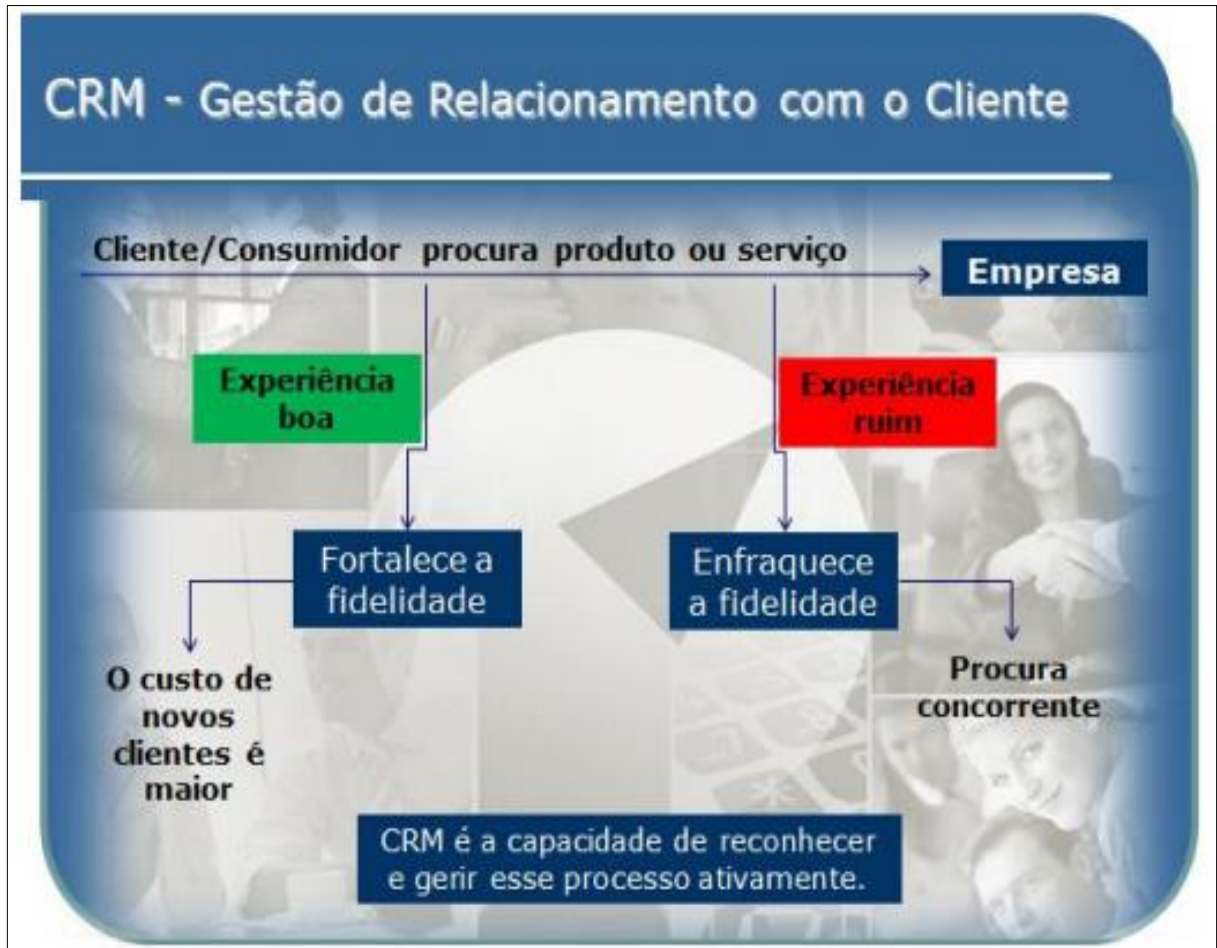 CRM - Gestão de Relacionamento com o Cliente
Cliente/Consumidor procura produto ou serviço
Empresa
Experiência
boa
Experiência
ruim
Fortalece a
fidelidade
Enfraquece
a fidelidade
O custo de
novos
clientes é
maior
Procura
concorrente
CRM é a capacidade de reconhecer
e gerir esse processo ativamente.